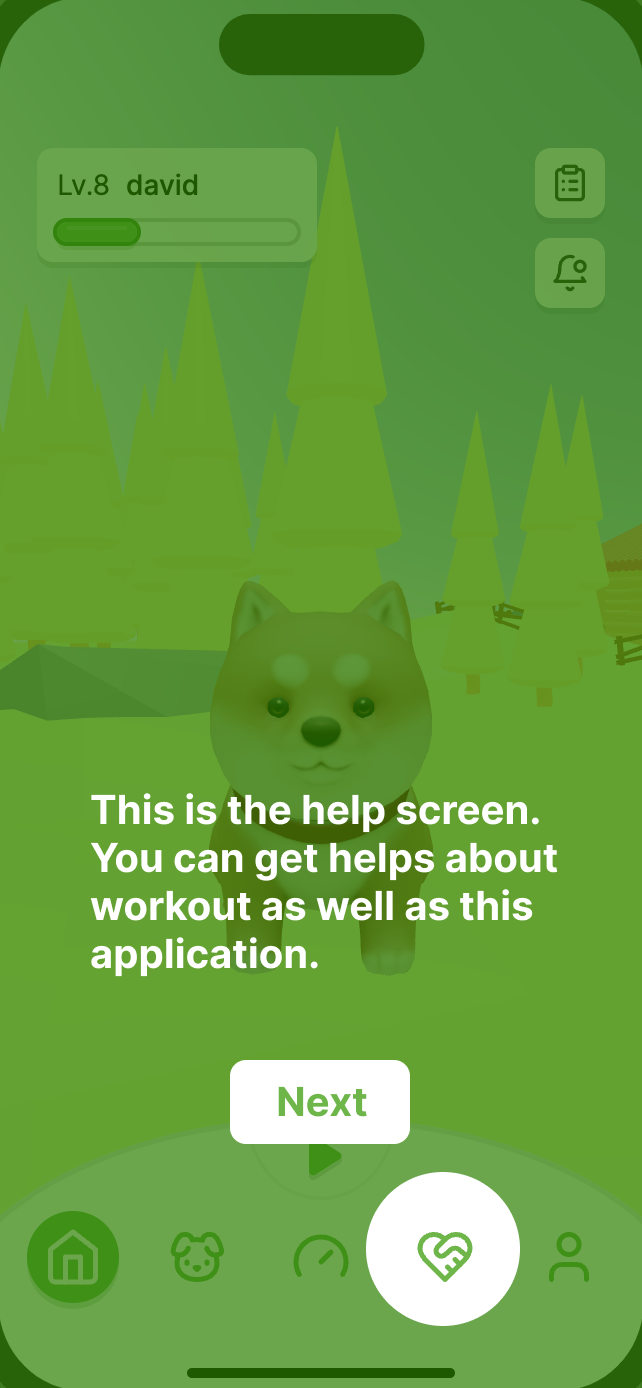 Lv.8 david
This is the help screen.
You can get helps about
workout as well as this
application.
Next